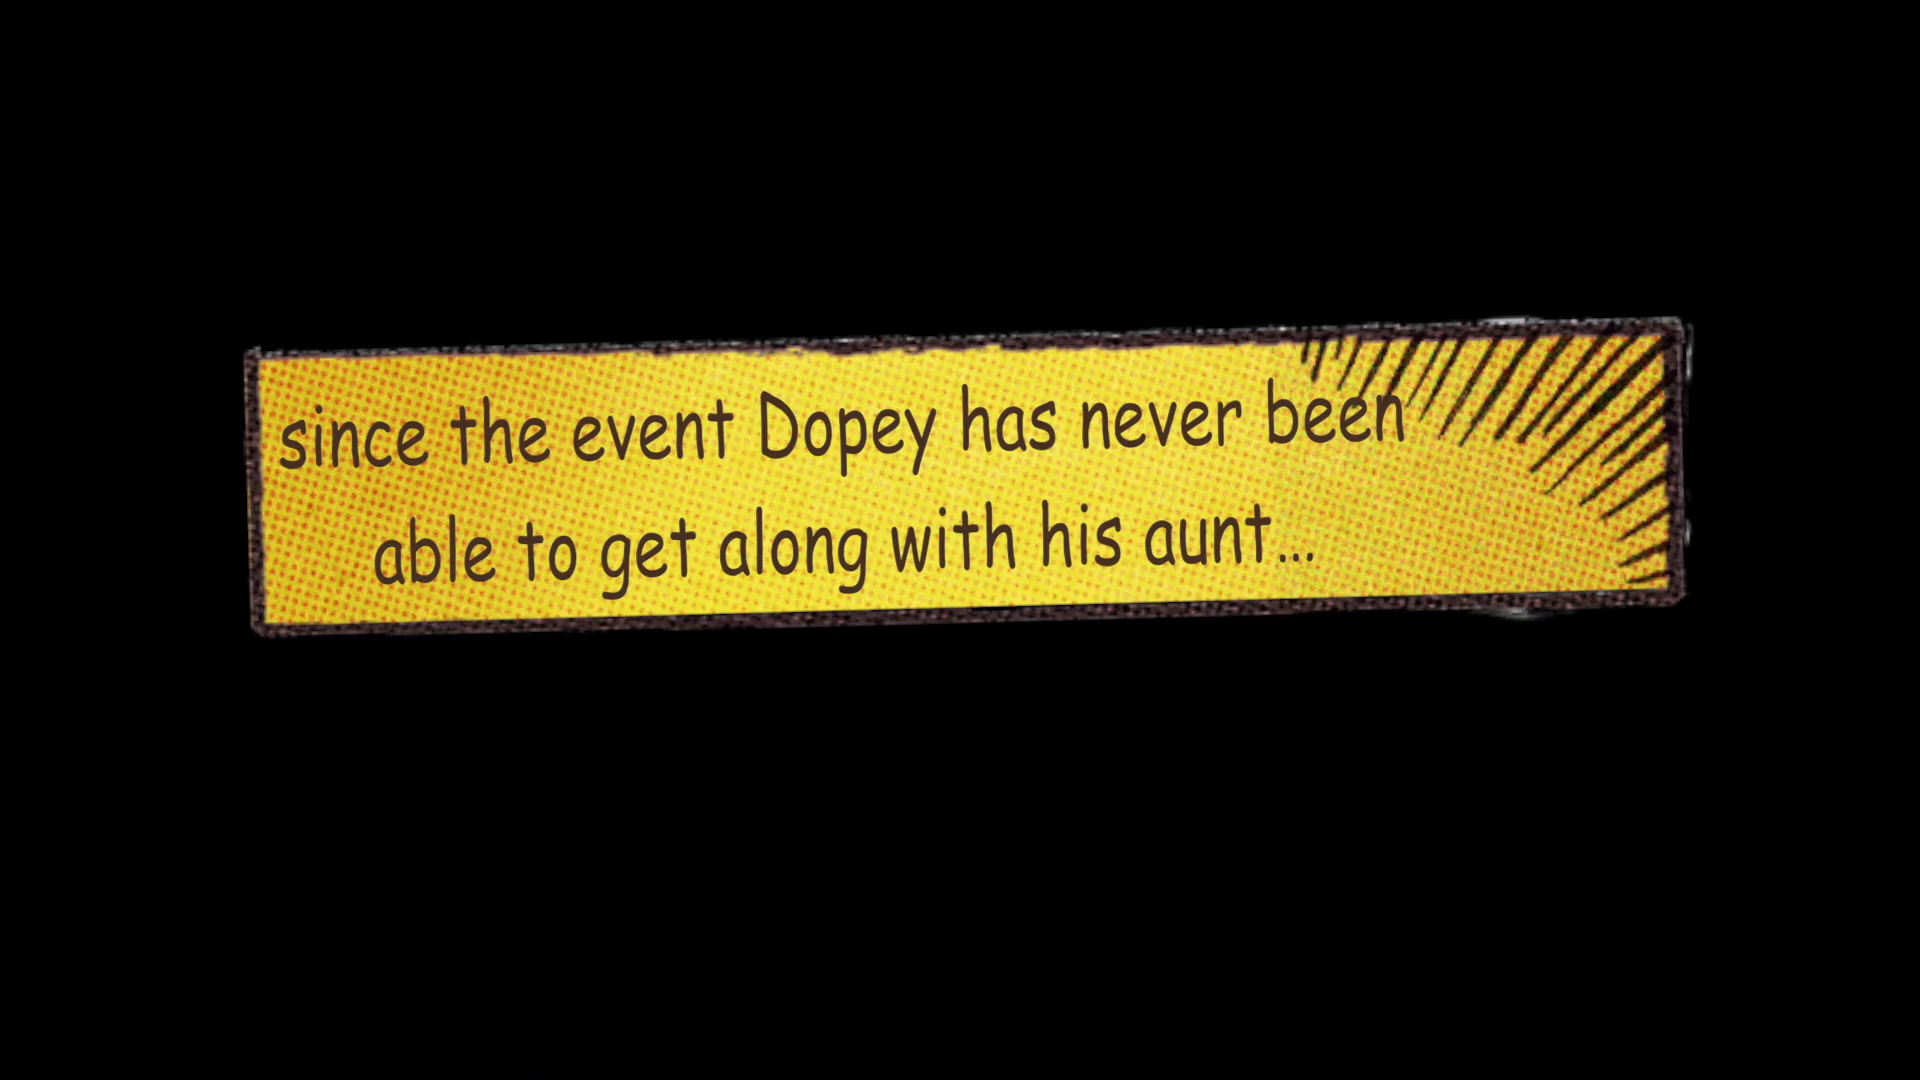 since the event Dopey has never been
able to get along with his aunt...